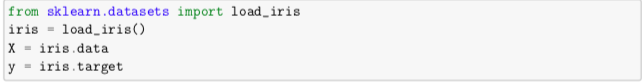 from sklearn.datasets import load_iris
iris = load_iris()
X = iris.data
y = iris.target